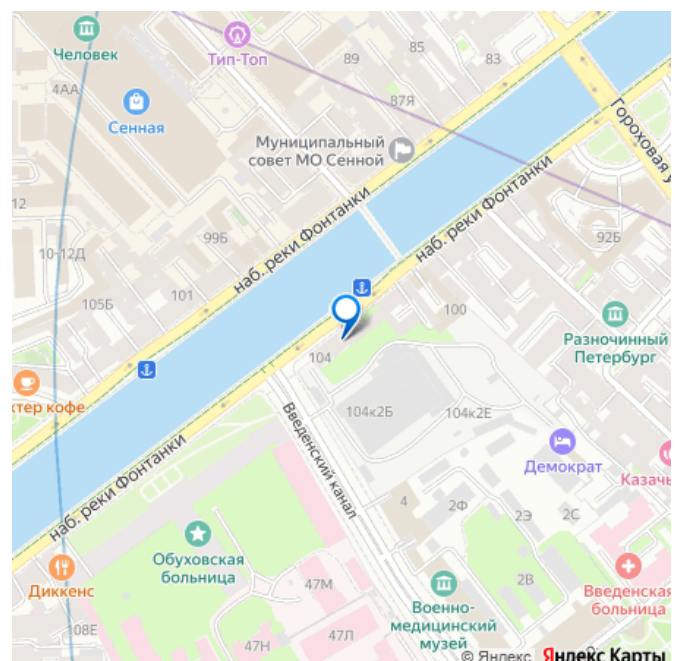 Человек
Тип-Топ
85
83
89
4АА
87Я
Сенная
Муниципальный
совет МО Сенной
Гороховая у
12
99Б
наб. реки Фонтанки
наб. реки Фонтанки
92Б
10-12Д
101
105Б
100
Разночинный
Петербург
104
ктер кофе
104к2Б
104к2Е
Введенский канал
Демократ
Казачь
наб. реки Фонтанки
4
2Ф
2Э
2С
Обуховская
больница
Диккенс
47М
2В
Введенская
больница
Военно-
медицинский
музей
108Е
47Н
47Л
© Яндекс Яндекс Карты